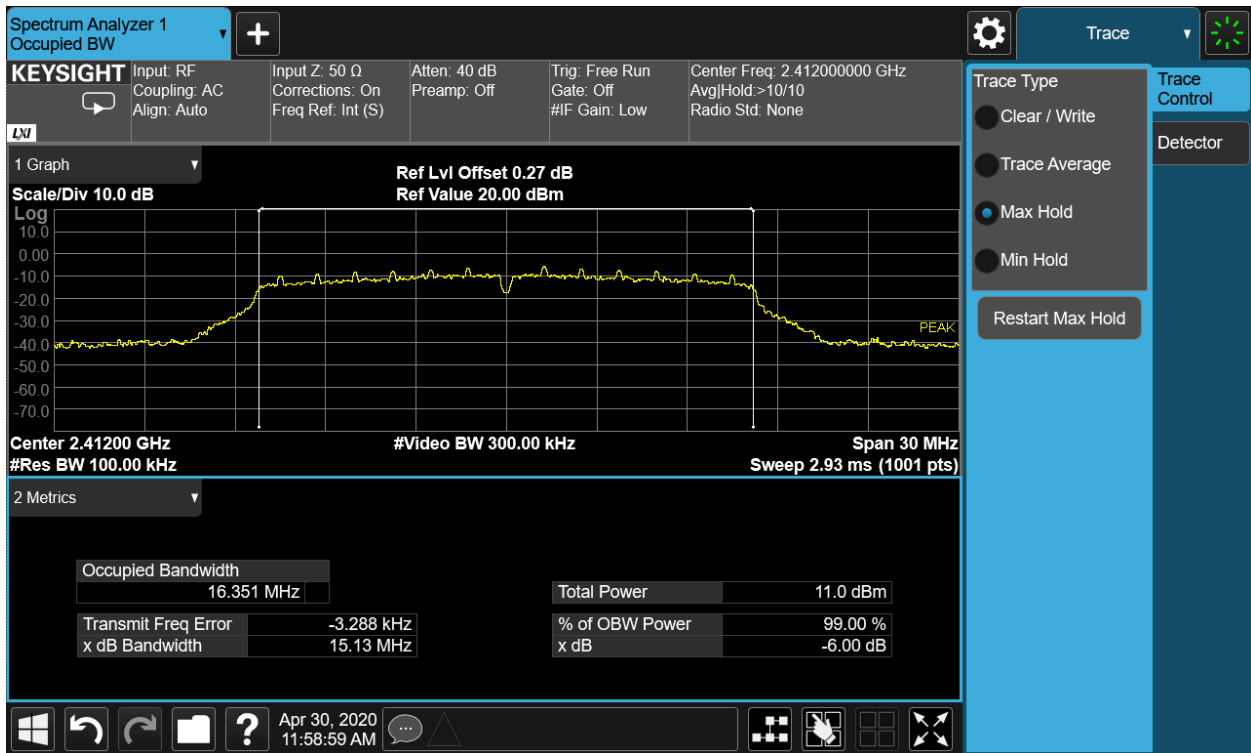 Spectrum Analyzer 1
Occupied BW
+
Trace
KEYSIGHT
LXI
Input: RF
Coupling: AC
Align: Auto
Input Z: 50 Ω
Corrections: On
Freq Ref: Int (S)
Atten: 40 dB
Preamp: Off
Trig: Free Run
Gate: Off
#IF Gain: Low
Center Freq: 2.412000000 GHz
Avg|Hold:>10/10
Radio Std: None
1 Graph
Scale/Div 10.0 dB
Ref Lvl Offset 0.27 dB
Ref Value 20.00 dBm
Log
10.0
0.00
-10.0
-20.0
-30.0
-40.0
-50.0
-60.0
-70.0
PEAK
Center 2.41200 GHz
#Video BW 300.00 kHz
Span 30 MHz
#Res BW 100.00 kHz
Sweep 2.93 ms (1001 pts)
2 Metrics
Occupied Bandwidth
16.351 MHz
Total Power 11.0 dBm
Transmit Freq Error -3.288 kHz
% of OBW Power 99.00 %
x dB Bandwidth 15.13 MHz
x dB -6.00 dB
Trace Type
Clear / Write
Trace Average
Max Hold
Min Hold
Restart Max Hold
Trace
Control
Detector
?
Apr 30, 2020
11:58:59 AM